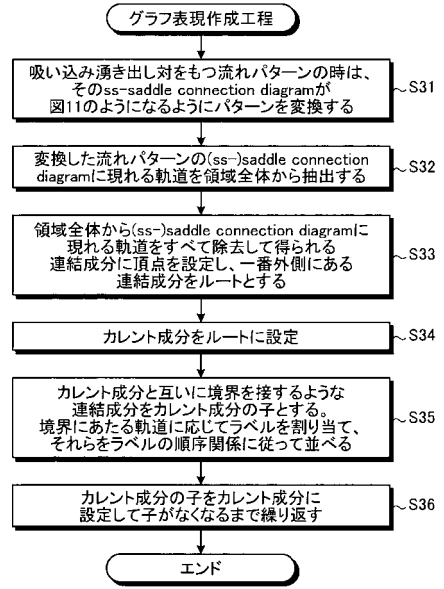 グラフ表現作成工程
吸い込み湧き出し対をもつ流れパターンの時は、
そのss-saddle connection diagramが
図11のようになるようにパターンを変換する
S31
変換した流れパターンの(ss-)saddle connection
diagramに現れる軌道を領域全体から抽出する
S32
領域全体から(ss-)saddle connection diagramに
現れる軌道をすべて除去して得られる
連結成分に頂点を設定し、一番外側にある
連結成分をルートとする
S33
カレント成分をルートに設定
S34
カレント成分と互いに境界を接するような
連結成分をカレント成分の子とする。
境界にあたる軌道に応じてラベルを割り当て、
それらをラベルの順序関係に従って並べる
S35
カレント成分の子をカレント成分に
設定して子がなくなるまで繰り返す
S36
エンド